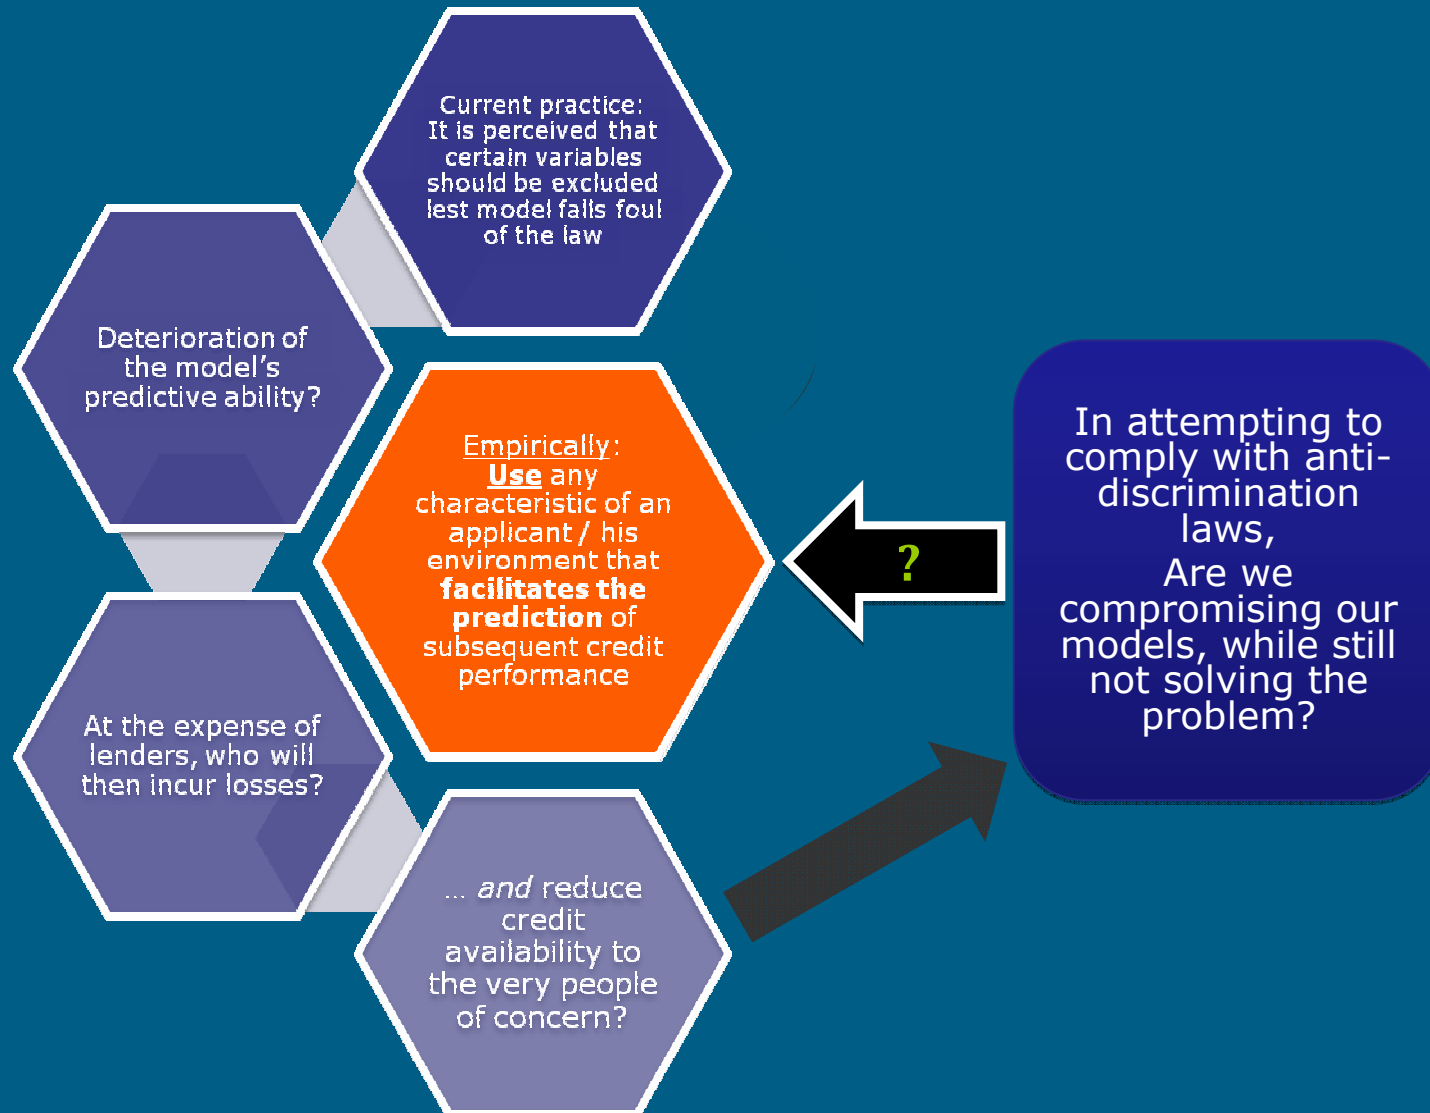 Current practice:
It is perceived that
certain variables
should be excluded
lest model falls foul
of the law
Deterioration of
the model's
predictive ability?
At the expense of
lenders, who will
then incur losses?
... and reduce
credit
availability to
the very people
of concern?
Empirically:
Use any
characteristic of an
applicant / his
environment that
facilitates the
prediction of
subsequent credit
performance
?
In attempting to
comply with anti-
discrimination
laws,
Are we
compromising our
models, while still
not solving the
problem?